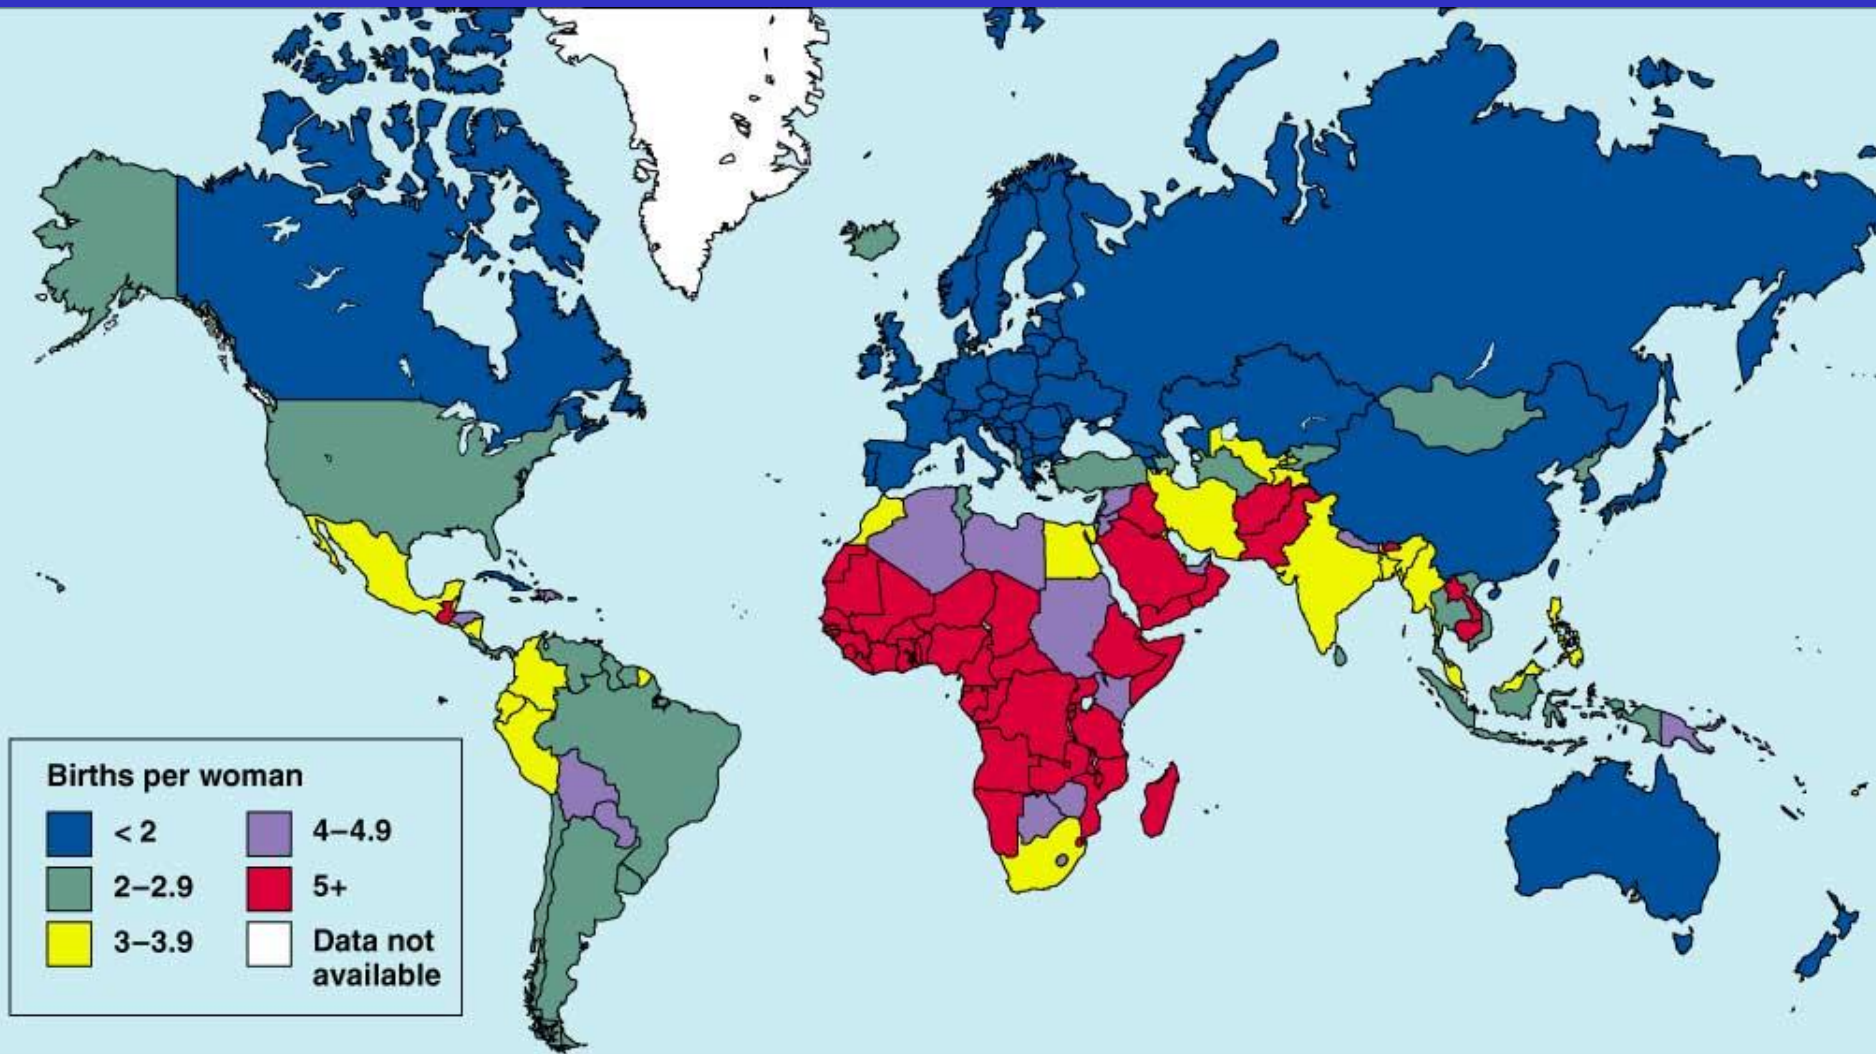 Births per woman
< 2
2–2.9
3–3.9
4–4.9
5+
Data not
available